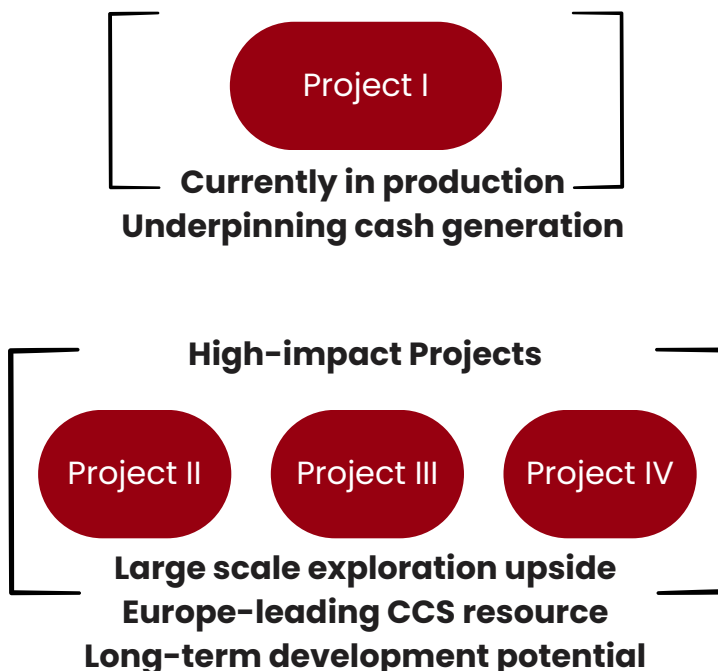 Project I
Currently in production
Underpinning cash generation
High-impact Projects
Project II
Project III
Project IV
Large scale exploration upside
Europe-leading CCS resource
Long-term development potential